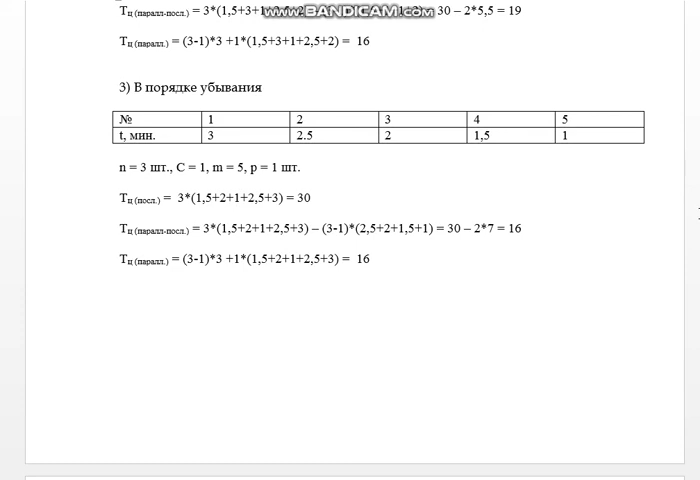 www.BANDICAM.com
Тц (паралл-посл.) = 3*(1,5+3+1 30 – 2*5,5 = 19
Тц (паралл.) = (3-1)*3 +1*(1,5+3+1+2,5+2) = 16
3) В порядке убывания
№ 1 2 3 4 5
t, мин. 3 2.5 2 1,5 1
n = 3 шт., C = 1, m = 5, p = 1 шт.
Тц (посл.) = 3*(1,5+2+1+2,5+3) = 30
Тц (паралл-посл.) = 3*(1,5+2+1+2,5+3) – (3-1)*(2,5+2+1,5+1) = 30 – 2*7 = 16
Тц (паралл.) = (3-1)*3 +1*(1,5+2+1+2,5+3) = 16